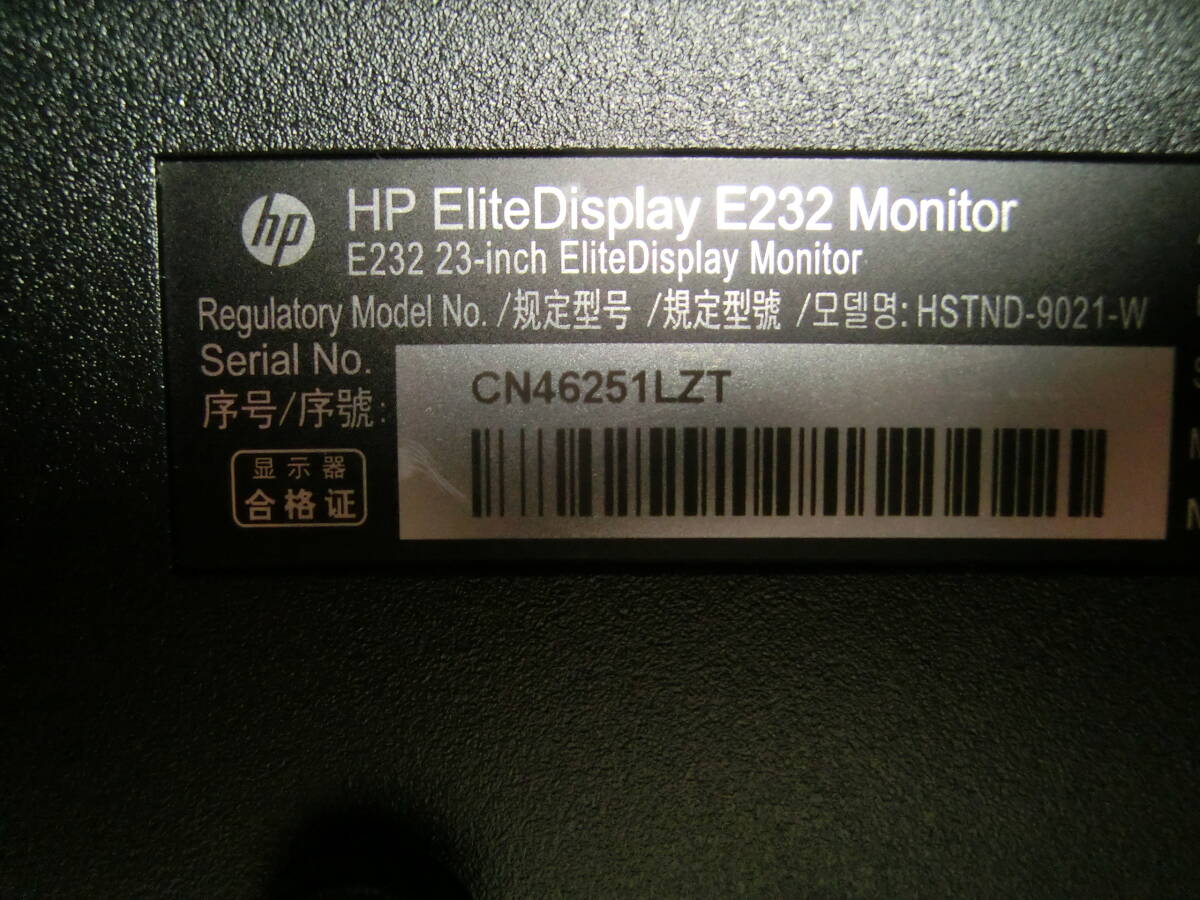 hp
HP EliteDisplay E232 Monitor
E232 23-inch EliteDisplay Monitor
Regulatory Model No. /规定型号 /規定型號 /모델명: HSTND-9021-W
Serial No.
序号/序號:
CN46251LZT
显示器
合格证